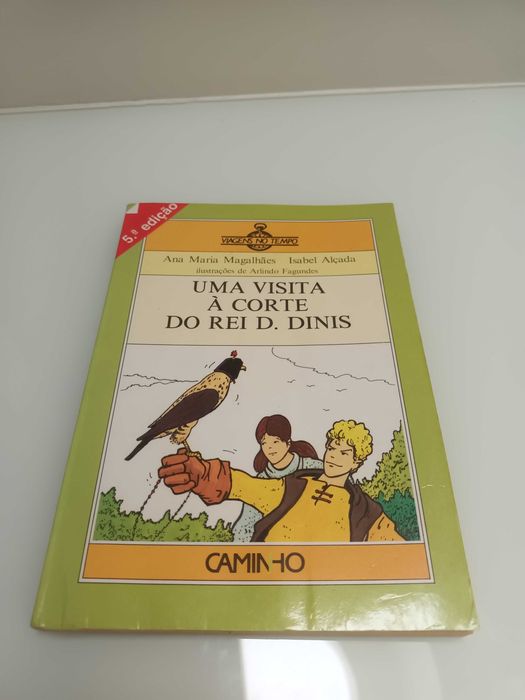 5.ª edição
VIAGENS NO TEMPO
Ana Maria Magalhães Isabel Alçada
ilustrações de Arlindo Fagundes
UMA VISITA
À CORTE
DO REI D. DINIS
CAMINHO